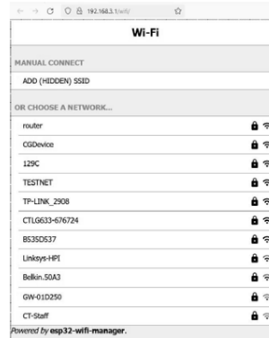 192.168.1.1/wifi/
Wi-Fi
MANUAL CONNECT
ADD (HIDDEN) SSID
OR CHOOSE A NETWORK...
router
CGDevice
129C
TESTNET
TP-LINK_2908
CTLG633-676724
BS35D537
Linksys-HPI
Belkin.50A3
GW-01D250
CT-Staff
Powered by esp32-wifi-manager.